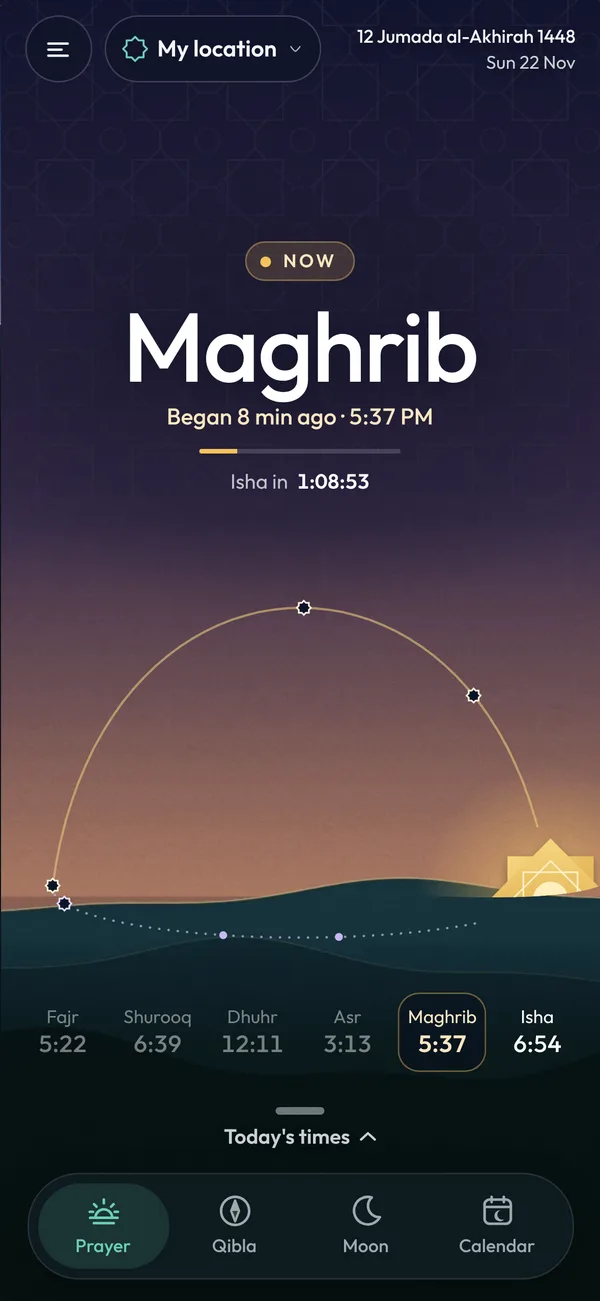 My location
12 Jumada al-Akhirah 1448
Sun 22 Nov
NOW
Maghrib
Began 8 min ago · 5:37 PM
Isha in 1:08:53
Fajr Shurooq Dhuhr Asr Maghrib Isha
5:22 6:39 12:11 3:13 5:37 6:54
Today's times
Prayer Qibla Moon Calendar